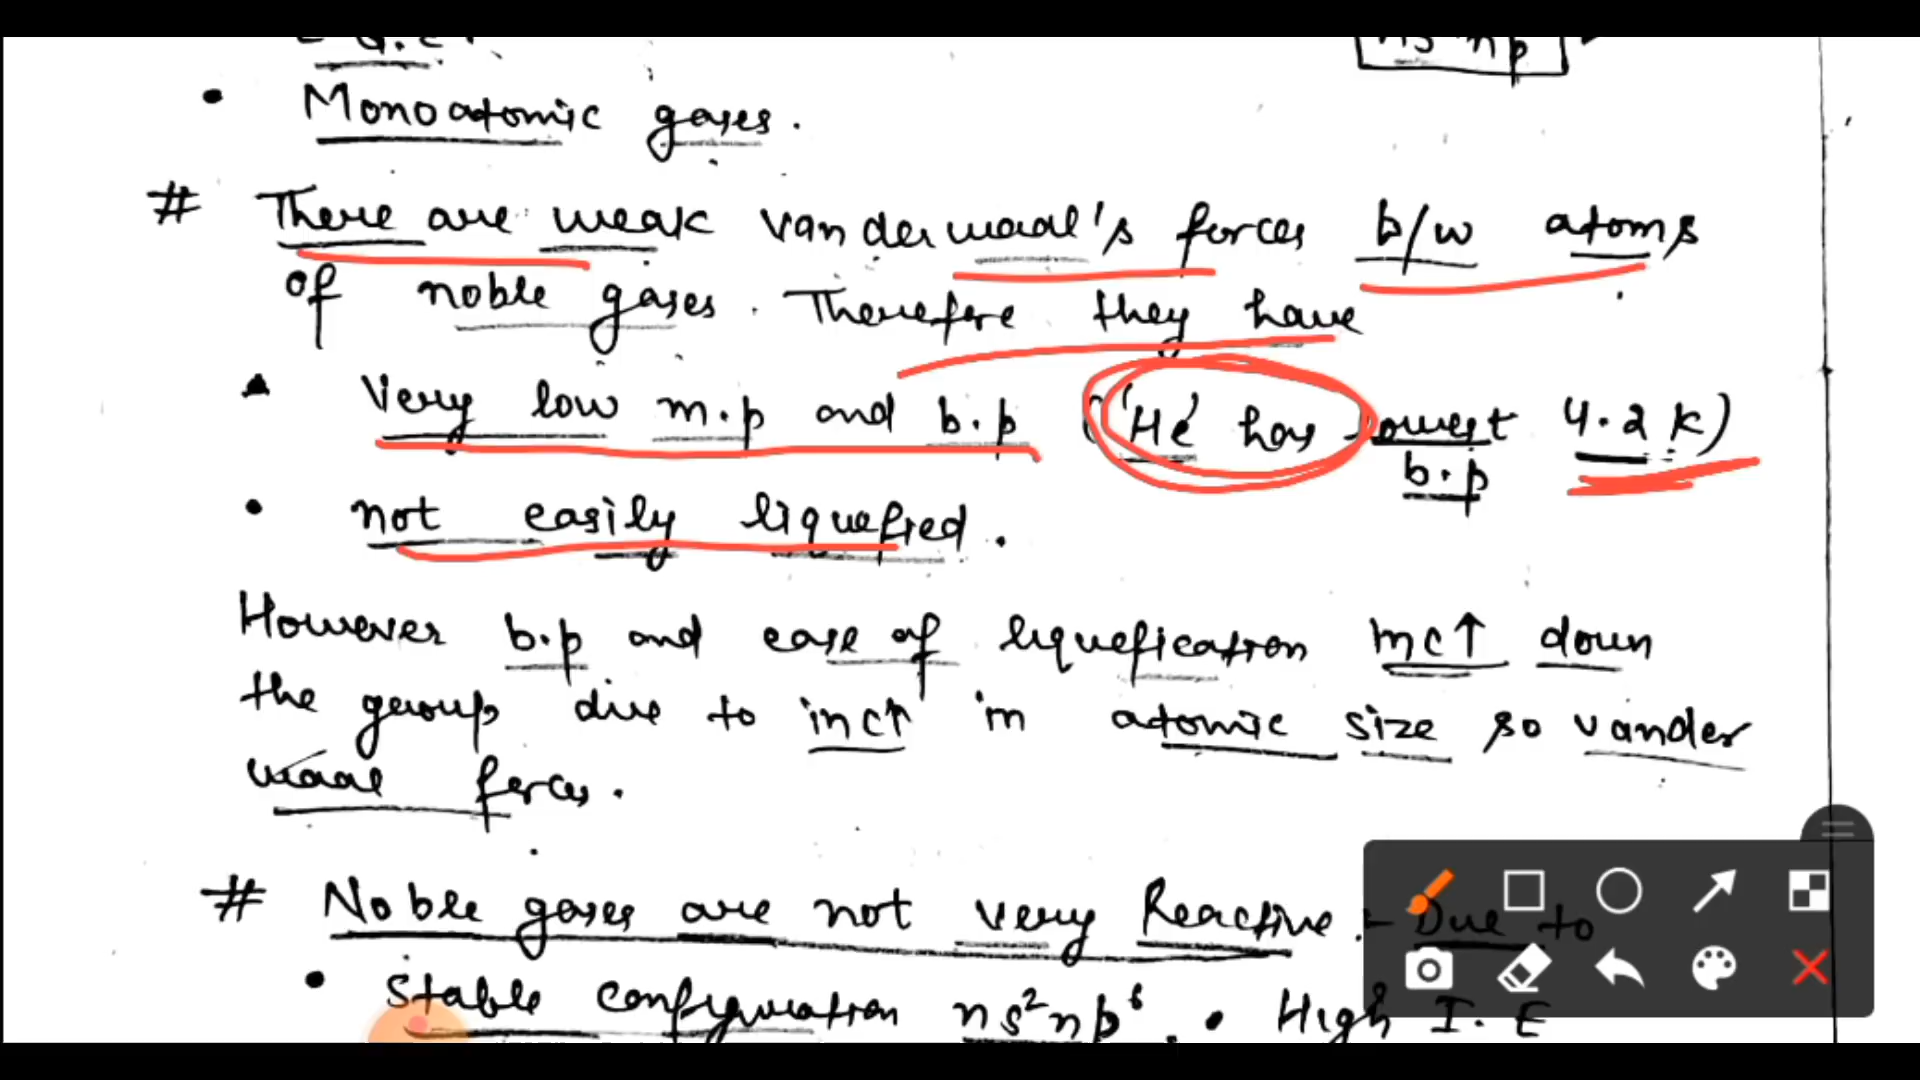 • Monoatomic gases.
# There are weak vander waal's forces b/w atoms
of noble gases. Therefore they have
Very low m.p and b.p ('He' has lowest 4.2 K)
b.p
• not easily liquefied.
However b.p and ease of liquefication inc↑ down
the group due to inc↑ in atomic size so vander
waal forces.
# Noble gases are not very Reactive :- Due to
• Stable configuration ns²np⁶. • High I.E